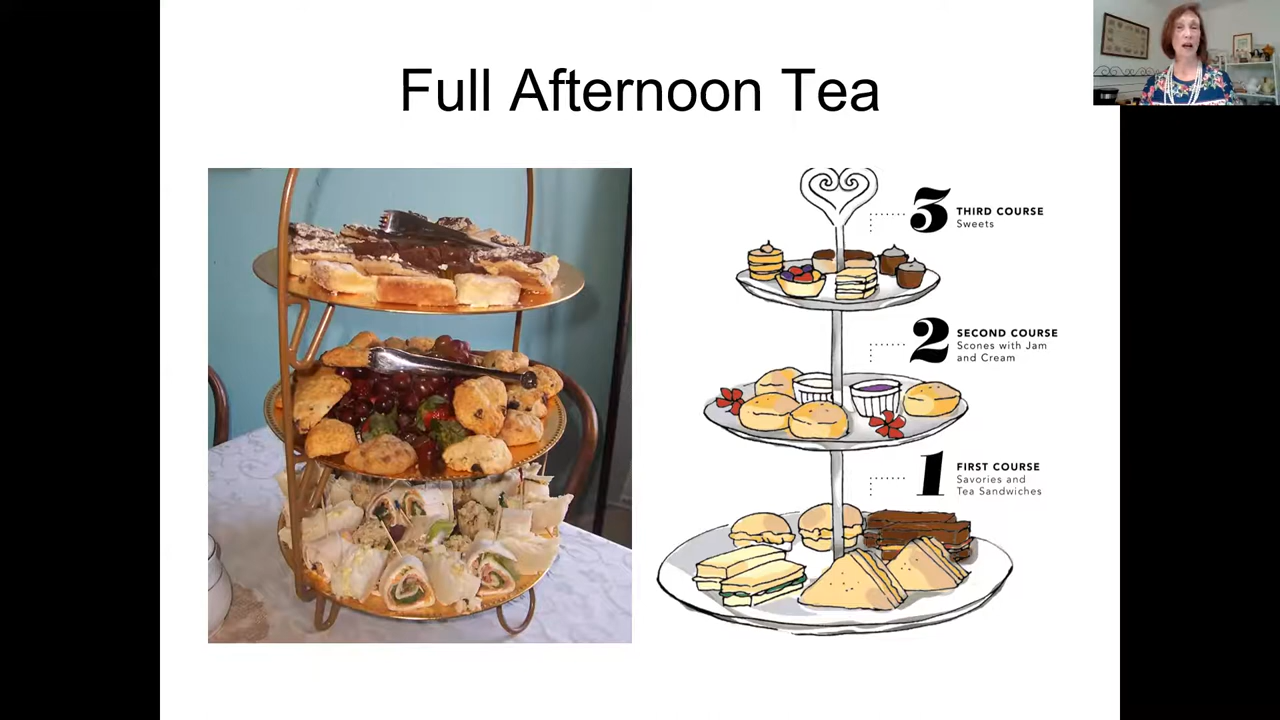 Full Afternoon Tea
3
THIRD COURSE
Sweets
2
SECOND COURSE
Scones with Jam
and Cream
1
FIRST COURSE
Savories and
Tea Sandwiches